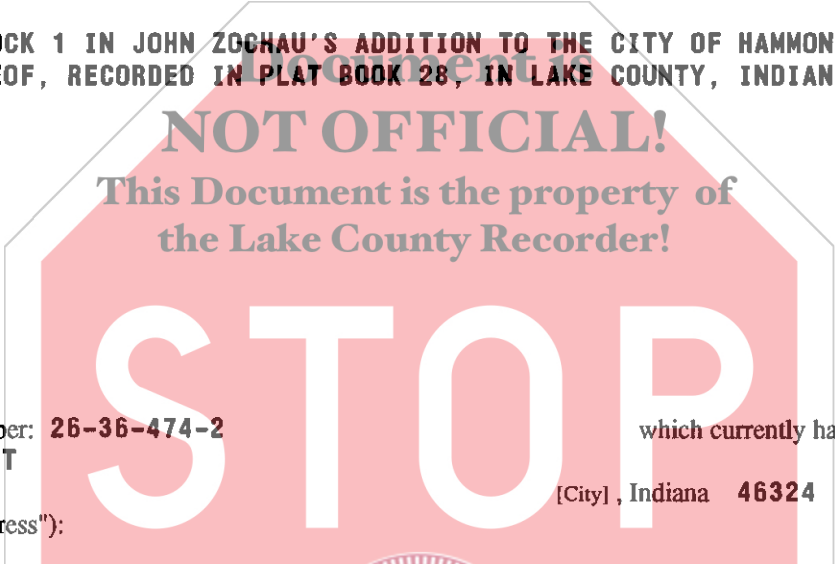 OCK 1 IN JOHN ZOCHAU'S ADDITION TO THE CITY OF HAMMON
EOF, RECORDED IN PLAT BOOK 28, IN LAKE COUNTY, INDIAN
Document is
NOT OFFICIAL!
This Document is the property of
the Lake County Recorder!
STOP
ber: 26-36-474-2 which currently ha
T
[City] , Indiana 46324
ress"):